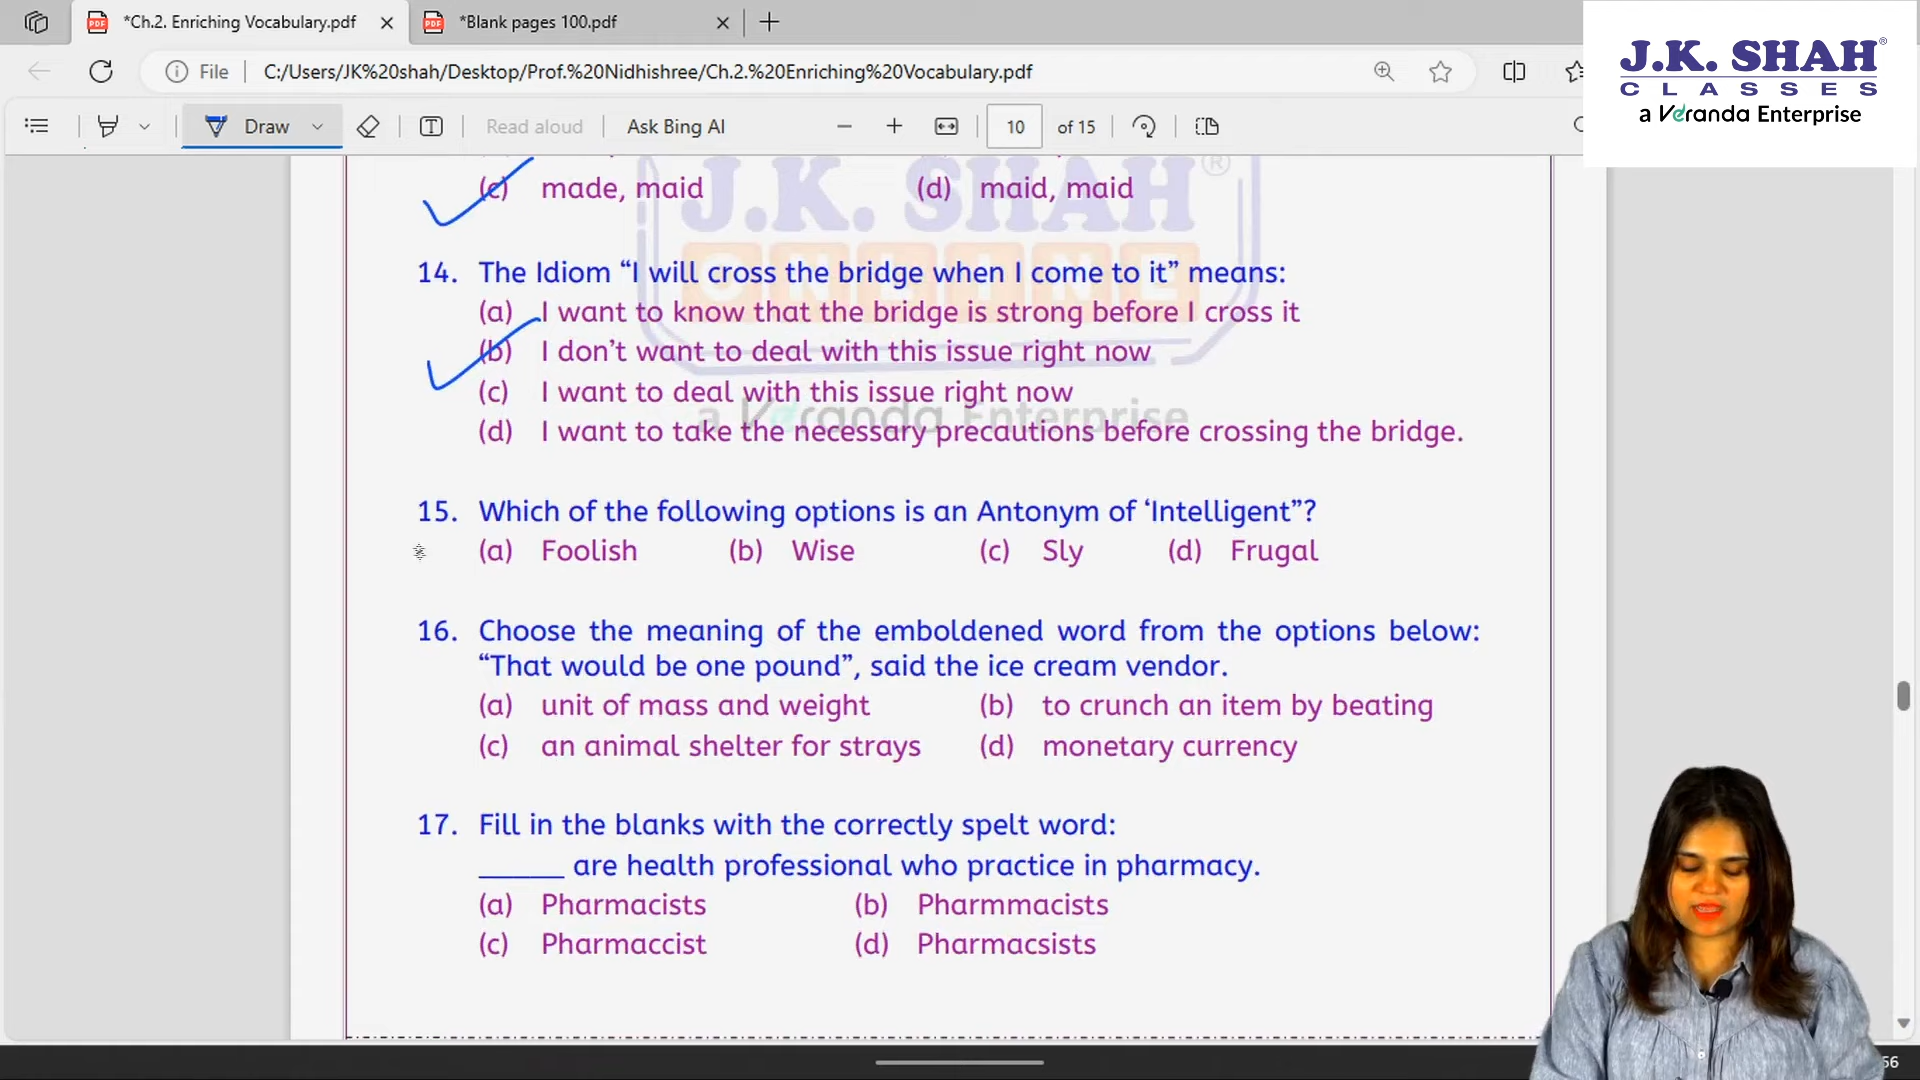 *Ch.2. Enriching Vocabulary.pdf
*Blank pages 100.pdf
File
C:/Users/JK%20shah/Desktop/Prof.%20Nidhishree/Ch.2.%20Enriching%20Vocabulary.pdf
J.K. SHAH®
CLASSES
a Veranda Enterprise
Draw
Read aloud
Ask Bing AI
10 of 15
(c) made, maid (d) maid, maid
J.K. SHAH®
ONLINE
a Veranda Enterprise
14. The Idiom “I will cross the bridge when I come to it” means:
(a) I want to know that the bridge is strong before I cross it
(b) I don’t want to deal with this issue right now
(c) I want to deal with this issue right now
(d) I want to take the necessary precautions before crossing the bridge.
15. Which of the following options is an Antonym of ‘Intelligent”?
(a) Foolish (b) Wise (c) Sly (d) Frugal
16. Choose the meaning of the emboldened word from the options below:
“That would be one pound”, said the ice cream vendor.
(a) unit of mass and weight (b) to crunch an item by beating
(c) an animal shelter for strays (d) monetary currency
17. Fill in the blanks with the correctly spelt word:
______ are health professional who practice in pharmacy.
(a) Pharmacists (b) Pharmmacists
(c) Pharmaccist (d) Pharmacsists
56